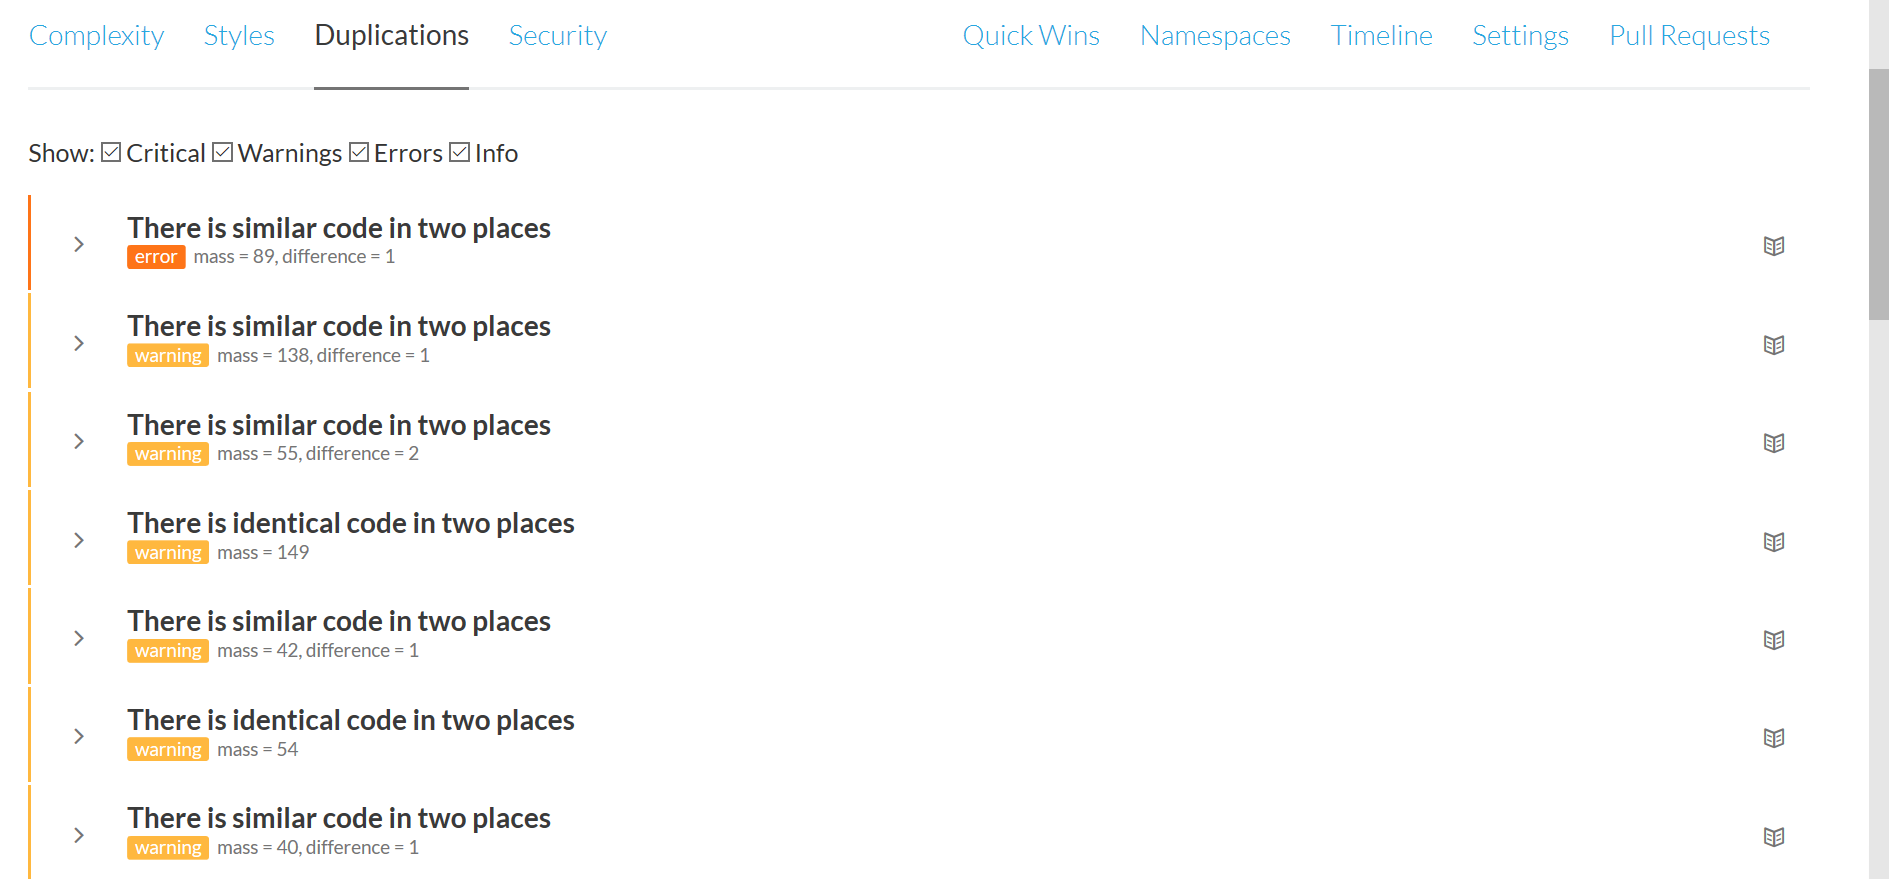 Complexity Styles Duplications Security Quick Wins Namespaces Timeline Settings Pull Requests
Show: Critical Warnings Errors Info
There is similar code in two places
error mass = 89, difference = 1
There is similar code in two places
warning mass = 138, difference = 1
There is similar code in two places
warning mass = 55, difference = 2
There is identical code in two places
warning mass = 149
There is similar code in two places
warning mass = 42, difference = 1
There is identical code in two places
warning mass = 54
There is similar code in two places
warning mass = 40, difference = 1